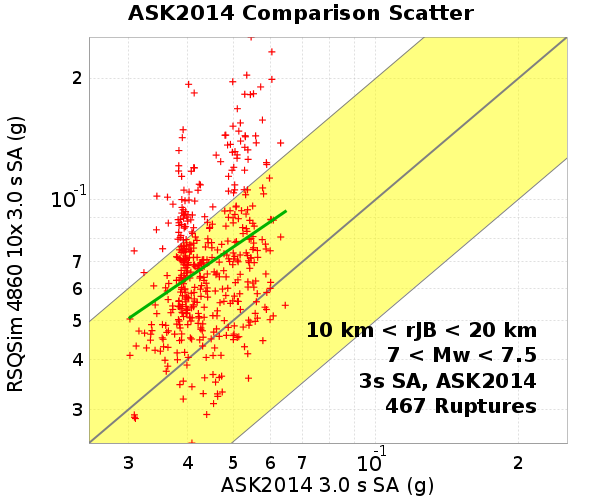 ASK2014 Comparison Scatter
RSQSim 4860 10x 3.0 s SA (g)
2
10-1
7
6
5
4
3
10 km < rJB < 20 km
7 < Mw < 7.5
3s SA, ASK2014
467 Ruptures
3 4 5 6 7 10-1 2
ASK2014 3.0 s SA (g)